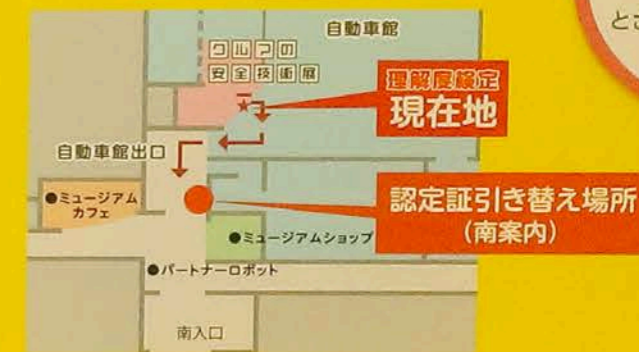 自動車館
クルマの
安全技術展
理解度検定
現在地
自動車館出口
●ミュージアム
カフェ
認定証引き替え場所
(南案内)
●ミュージアムショップ
●パートナーロボット
南入口